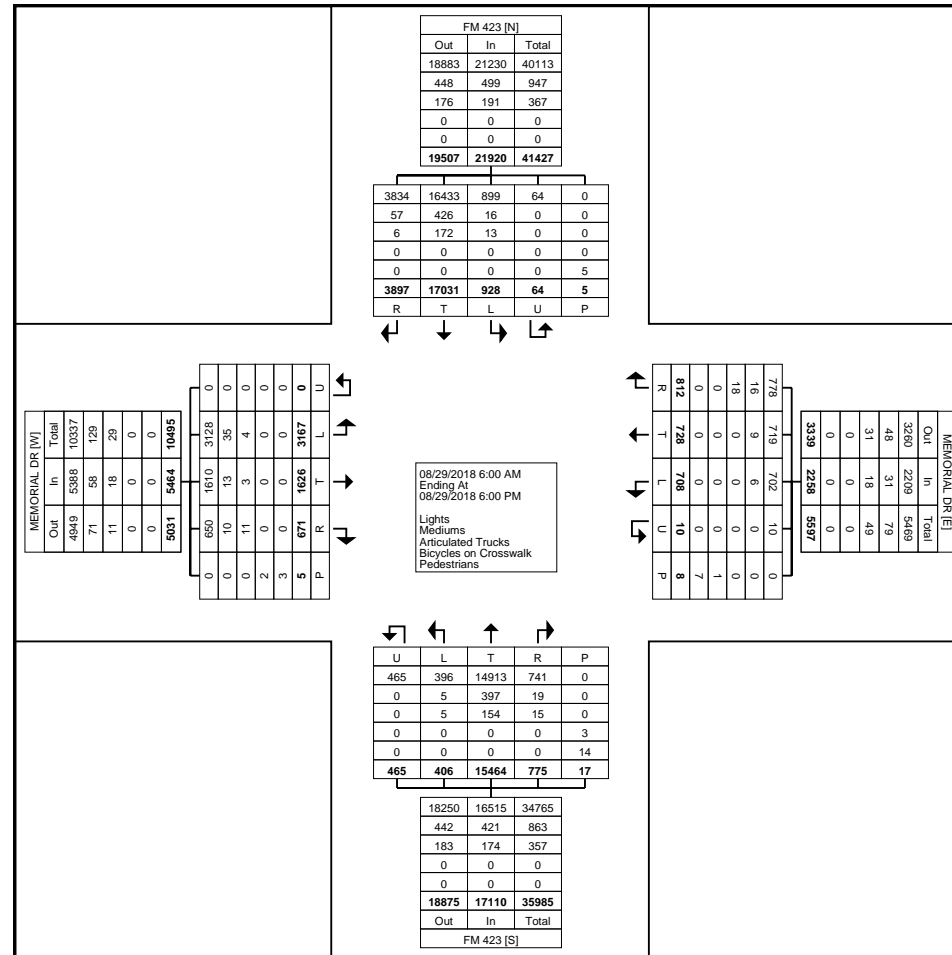 FM 423 [N]
Out In Total
18883 21230 40113
448 499 947
176 191 367
0 0 0
0 0 0
19507 21920 41427
3834 16433 899 64 0
57 426 16 0 0
6 172 13 0 0
0 0 0 0 0
0 0 0 0 5
3897 17031 928 64 5
R T L U P
U L T R P
0 3167 1626 671 5
0 0 0 0 3
0 0 0 0 2
0 4 3 11 0
0 35 13 10 0
0 3128 1610 650 0
10495 5464 5031
0 0 0
0 0 0
29 18 11
129 58 71
10337 5388 4949
Total In Out
MEMORIAL DR [W]
08/29/2018 6:00 AM
Ending At
08/29/2018 6:00 PM
Lights
Mediums
Articulated Trucks
Bicycles on Crosswalk
Pedestrians
MEMORIAL DR [E]
Out In Total
3260 2209 5469
48 31 79
31 18 49
0 0 0
0 0 0
3339 2258 5597
778 719 702 10 0
16 9 6 0 0
18 0 0 0 0
0 0 0 0 1
0 0 0 0 7
812 728 708 10 8
R T L U P
U L T R P
465 396 14913 741 0
0 5 397 19 0
0 5 154 15 0
0 0 0 0 3
0 0 0 0 14
465 406 15464 775 17
18250 16515 34765
442 421 863
183 174 357
0 0 0
0 0 0
18875 17110 35985
Out In Total
FM 423 [S]